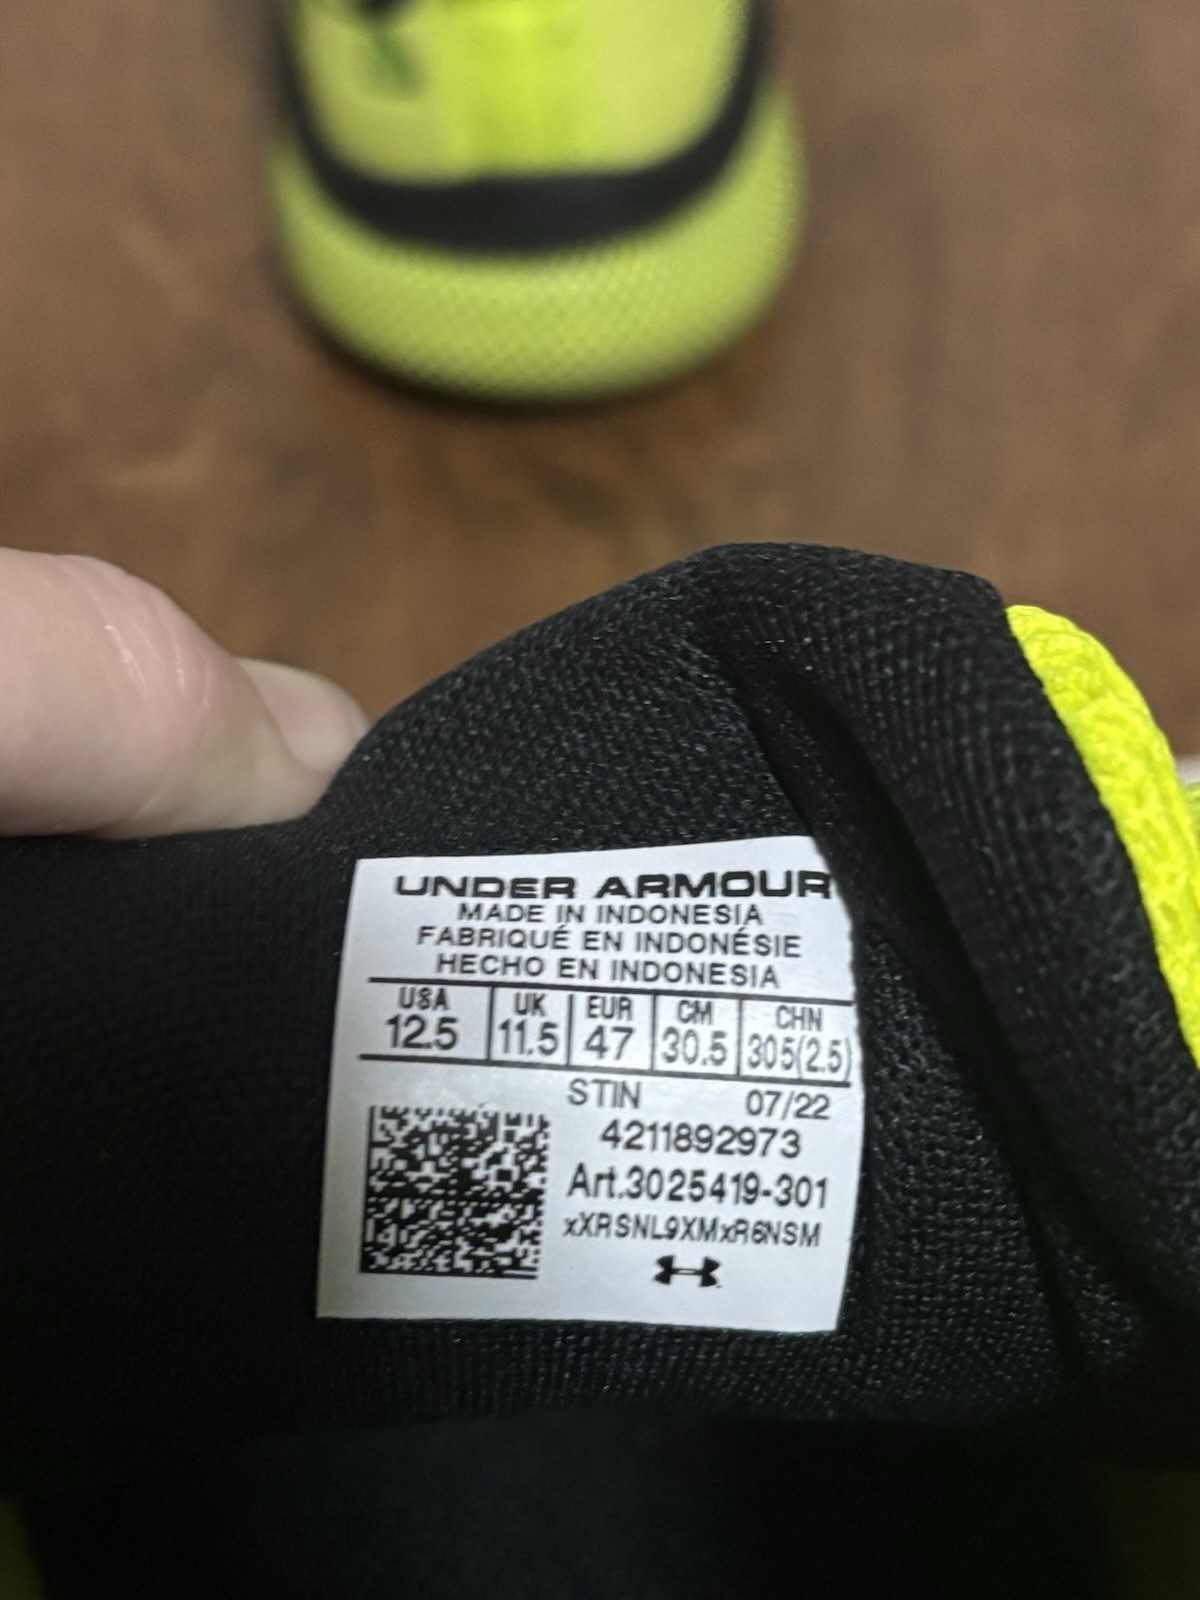 UNDER ARMOUR
MADE IN INDONESIA
FABRIQUÉ EN INDONÉSIE
HECHO EN INDONESIA
USA UK EUR CM CHN
12.5 11.5 47 30.5 305(2.5)
STIN 07/22
4211892973
Art.3025419-301
xXRSNL9XMxR6NSM